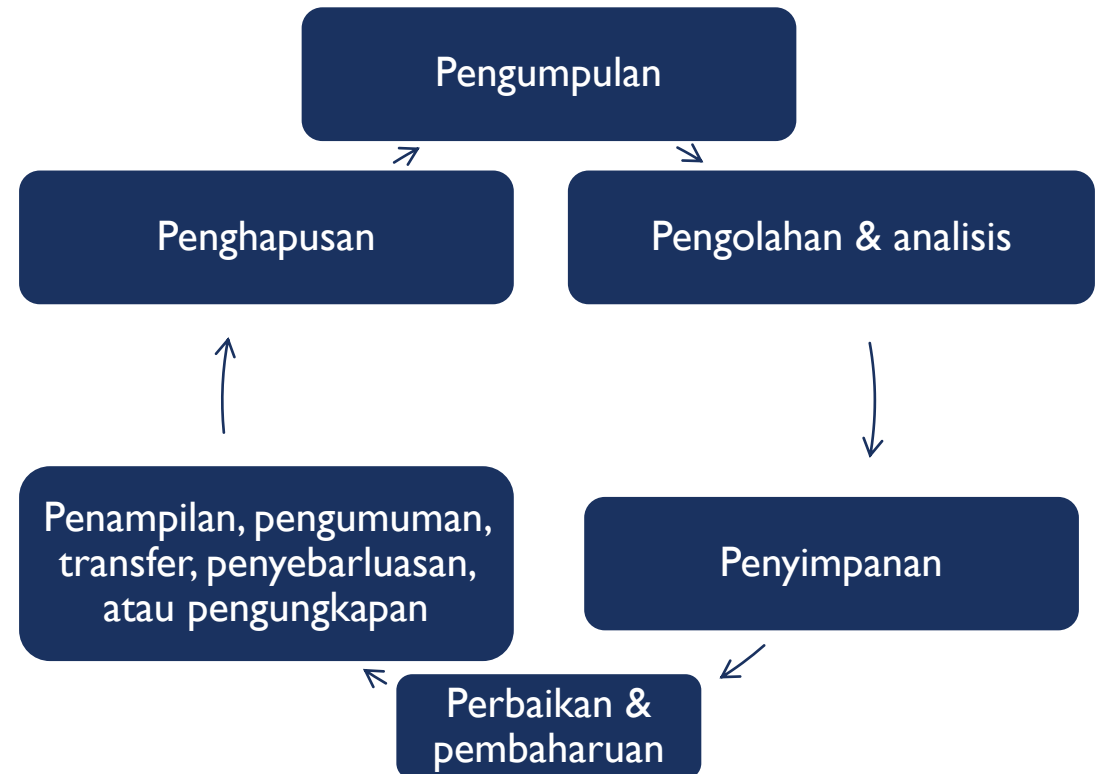 Pengumpulan
Penghapusan
Pengolahan & analisis
Penampilan, pengumuman,
transfer, penyebarluasan,
atau pengungkapan
Penyimpanan
Perbaikan &
pembaharuan